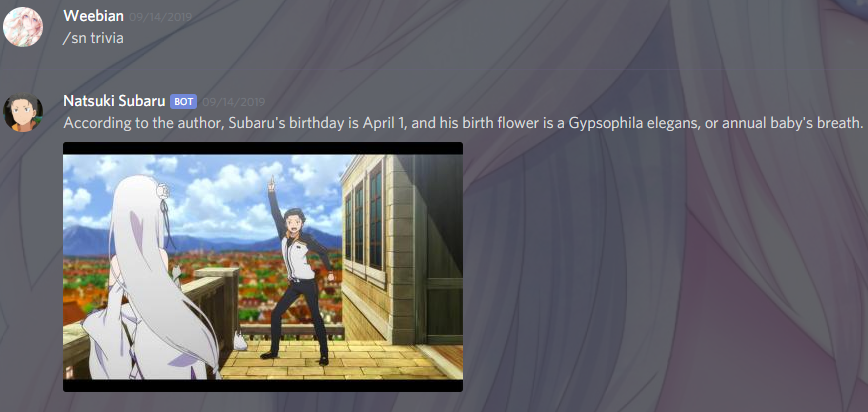 Weebian 09/14/2019
/sn trivia
Natsuki Subaru BOT 09/14/2019
According to the author, Subaru's birthday is April 1, and his birth flower is a Gypsophila elegans, or annual baby's breath.